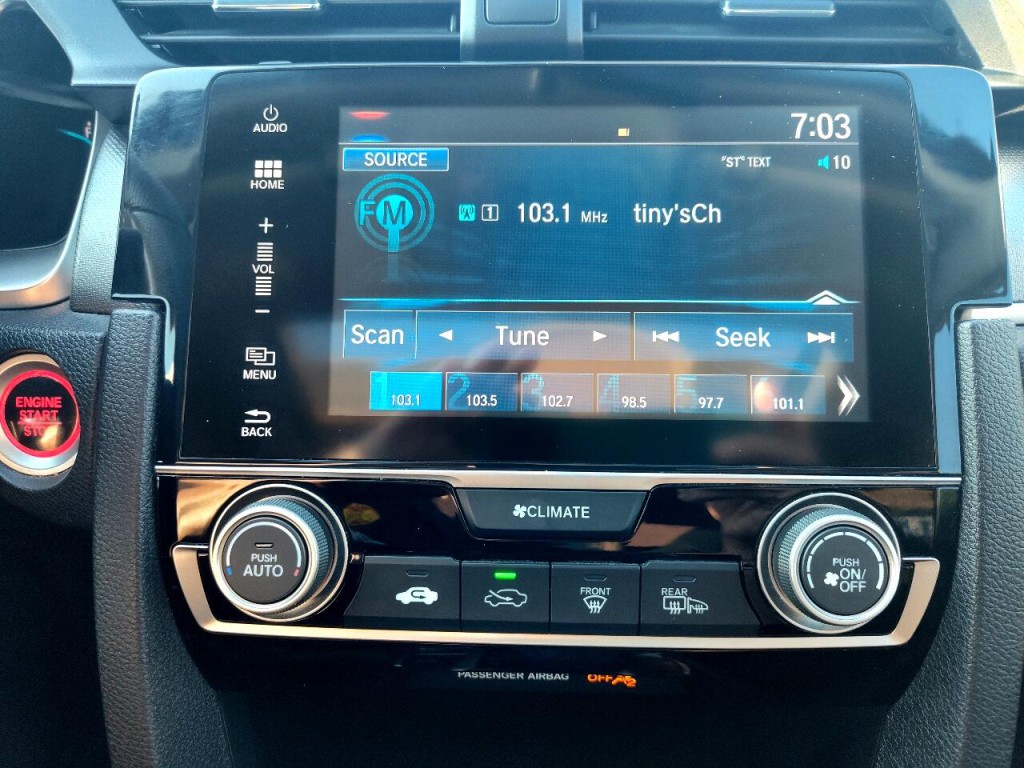 AUDIO
7:03
SOURCE
"ST" TEXT
10
HOME
FM
1 103.1 MHz tiny'sCh
+
VOL
-
Scan Tune Seek
MENU
1 103.1
2 103.5
3 102.7
4 98.5
5 97.7
6 101.1
BACK
ENGINE
START
STOP
CLIMATE
PUSH
AUTO
FRONT
REAR
PUSH
ON/
OFF
PASSENGER AIRBAG OFF